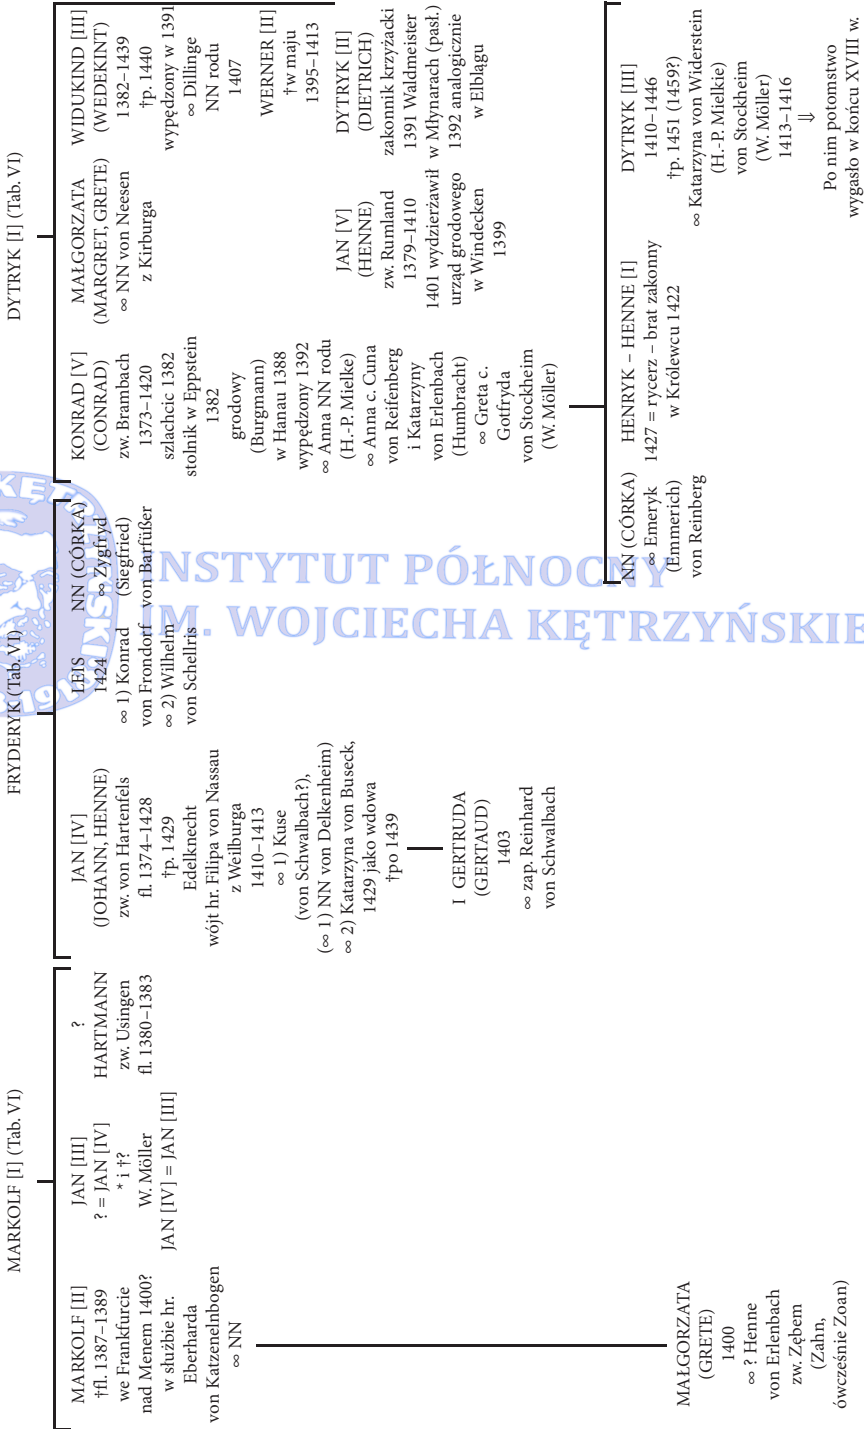 MARKOLF [I] (Tab. VI)
MARKOLF [II]
†fl. 1387–1389
we Frankfurcie
nad Menem 1400?
w służbie hr.
Eberharda
von Katzenelnbogen
∞ NN
JAN [III]
? = JAN [IV]
* i †?
W. Möller
JAN [IV] = JAN [III]
?
HARTMANN
zw. Usingen
fl. 1380–1383
MAŁGORZATA
(GRETE)
1400
∞ ? Henne
von Erlenbach
zw. Zębem
(Zahn,
ówcześnie Zoan)
FRYDERYK (Tab. VI)
JAN [IV]
(JOHANN, HENNE)
zw. von Hartenfels
fl. 1374–1428
†p. 1429
Edelknecht
wójt hr. Filipa von Nassau
z Weilburga
1410–1413
∞ 1) Kuse
(von Schwalbach?),
(∞ 1) NN von Delkenheim)
∞ 2) Katarzyna von Buseck,
1429 jako wdowa
†po 1439
LEIS
1424
∞ 1) Konrad
von Frondorf
∞ 2) Wilhelm
von Schellris
NN (CÓRKA)
∞ Zygfryd
(Siegfried)
von Barfüßer
I GERTRUDA
(GERTAUD)
1403
∞ zap. Reinhard
von Schwalbach
DYTRYK [I] (Tab. VI)
KONRAD [V]
(CONRAD)
zw. Brambach
1373–1420
szlachcic 1382
stolnik w Eppstein
1382
grodowy
(Burgmann)
w Hanau 1388
wypędzony 1392
∞ Anna NN rodu
(H.-P. Mielke)
∞ Anna c. Cuna
von Reifenberg
i Katarzyny
von Erlenbach
(Humbracht)
∞ Greta c.
Gotfryda
von Stockheim
(W. Möller)
MAŁGORZATA
(MARGRET, GRETE)
∞ NN von Neesen
z Kirburga
WIDUKIND [III]
(WEDEKINT)
1382–1439
†p. 1440
wypędzony w 1391
∞ Dillinge
NN rodu
1407
WERNER [II]
†w maju
1395–1413
JAN [V]
(HENNE)
zw. Rumland
1379–1410
1401 wydzierżawił
urząd grodowego
w Windecken
1399
DYTRYK [II]
(DIETRICH)
zakonnik krzyżacki
1391 Waldmeister
w Młynarach (pasł.)
1392 analogicznie
w Elblągu
NN (CÓRKA)
∞ Emeryk
(Emmerich)
von Reinberg
HENRYK – HENNE [I]
1427 = rycerz – brat zakonny
w Królewcu 1422
DYTRYK [III]
1410–1446
†p. 1451 (1459?)
∞ Katarzyna von Widerstein
(H.-P. Mielkie)
von Stockheim
(W. Möller)
1413–1416
⇓
Po nim potomstwo
wygasło w końcu XVIII w.
INSTYTUT PÓŁNOCNY
IM. WOJCIECHA KĘTRZYŃSKIE